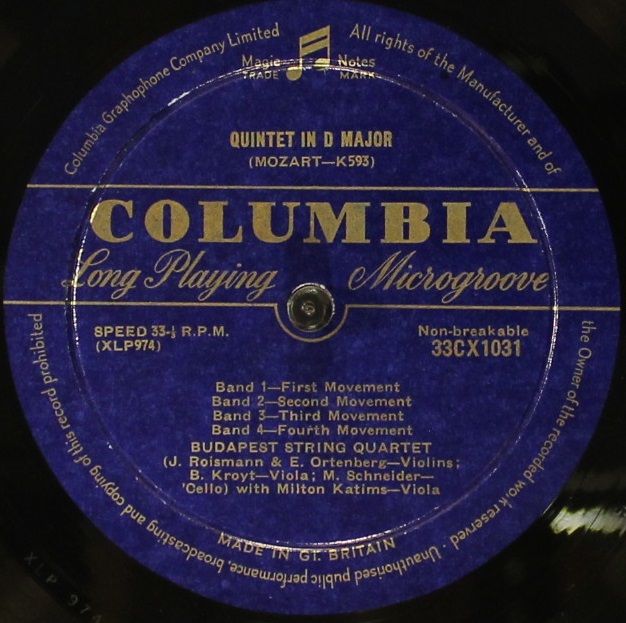 Columbia Graphophone Company Limited
All rights of the Manufacturer and of
the Owner of the recorded work reserved · Unauthorised public performance, broadcasting and copying of this record prohibited
Magic Notes
TRADE MARK
QUINTET IN D MAJOR
(MOZART—K593)
COLUMBIA
Long Playing Microgroove
SPEED 33-⅓ R.P.M.
(XLP974)
Non-breakable
33CX1031
Band 1—First Movement
Band 2—Second Movement
Band 3—Third Movement
Band 4—Fourth Movement
BUDAPEST STRING QUARTET
(J. Roismann & E. Ortenberg—Violins;
B. Kroyt—Viola; M. Schneider—
'Cello) with Milton Katims—Viola
MADE IN GT. BRITAIN
XLP 974